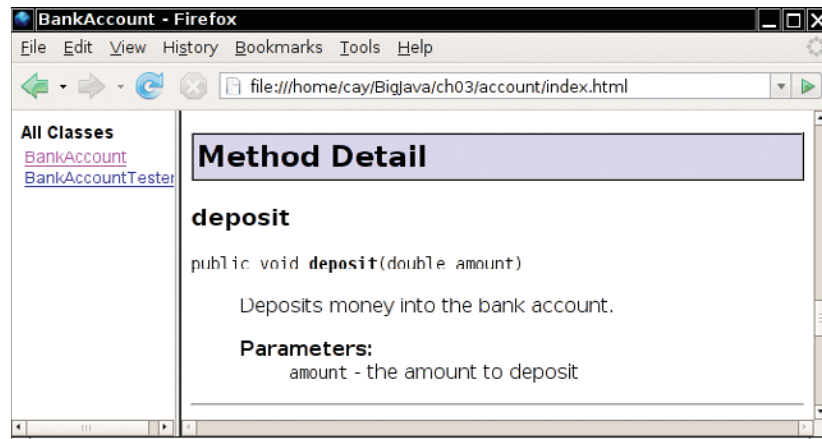 BankAccount - Firefox
File Edit View History Bookmarks Tools Help
file:///home/cay/BigJava/ch03/account/index.html
All Classes
BankAccount
BankAccountTester
Method Detail
deposit
public void deposit(double amount)
Deposits money into the bank account.
Parameters:
amount - the amount to deposit